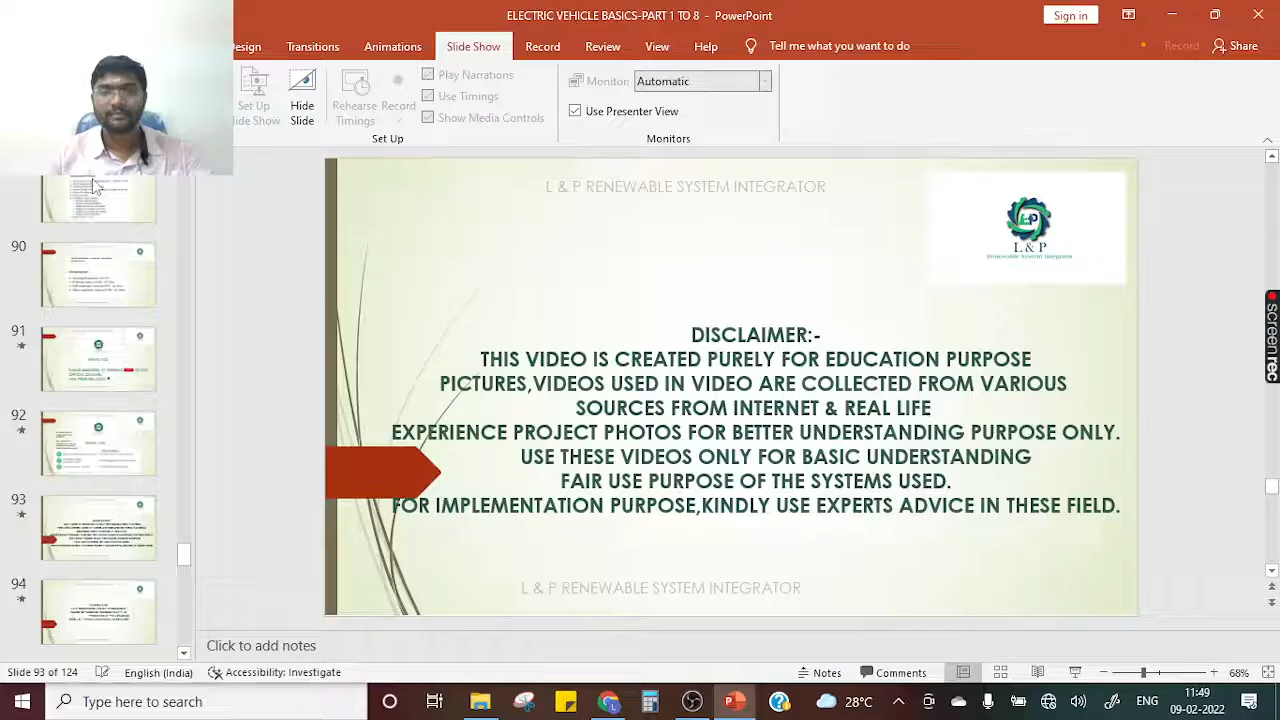 ELECTRIC VEHICLE BASICS-PART 1 TO 8 - PowerPoint
Sign in
Design Transitions Animations Slide Show Record Review View Help Tell me what you want to do
Record Share
Set Up Slide Show
Hide Slide
Rehearse Timings
Record
Play Narrations
Use Timings
Show Media Controls
Set Up
Monitor: Automatic
Use Presenter View
Monitors
90
91
92
93
94
L & P RENEWABLE SYSTEM INTEGRATOR
L & P
Renewable System Integrator
DISCLAIMER:-
THIS VIDEO IS CREATED PURELY FOR EDUCATION PURPOSE
PICTURES,VIDEOS USED IN VIDEO ARE COLLECTED FROM VARIOUS
SOURCES FROM INTERNET & REAL LIFE
EXPERIENCE PROJECT PHOTOS FOR BETTER UNDERSTANDING PURPOSE ONLY.
USE THESE VIDEOS ONLY FOR BASIC UNDERSTANDING
FAIR USE PURPOSE OF THE SYSTEMS USED.
FOR IMPLEMENTATION PURPOSE,KINDLY USE EXPERTS ADVICE IN THESE FIELD.
L & P RENEWABLE SYSTEM INTEGRATOR
Screen rec
Click to add notes
Slide 93 of 124 English (India) Accessibility: Investigate Notes Comments 68%
Type here to search
28°C ENG
11:49
09-02-2022